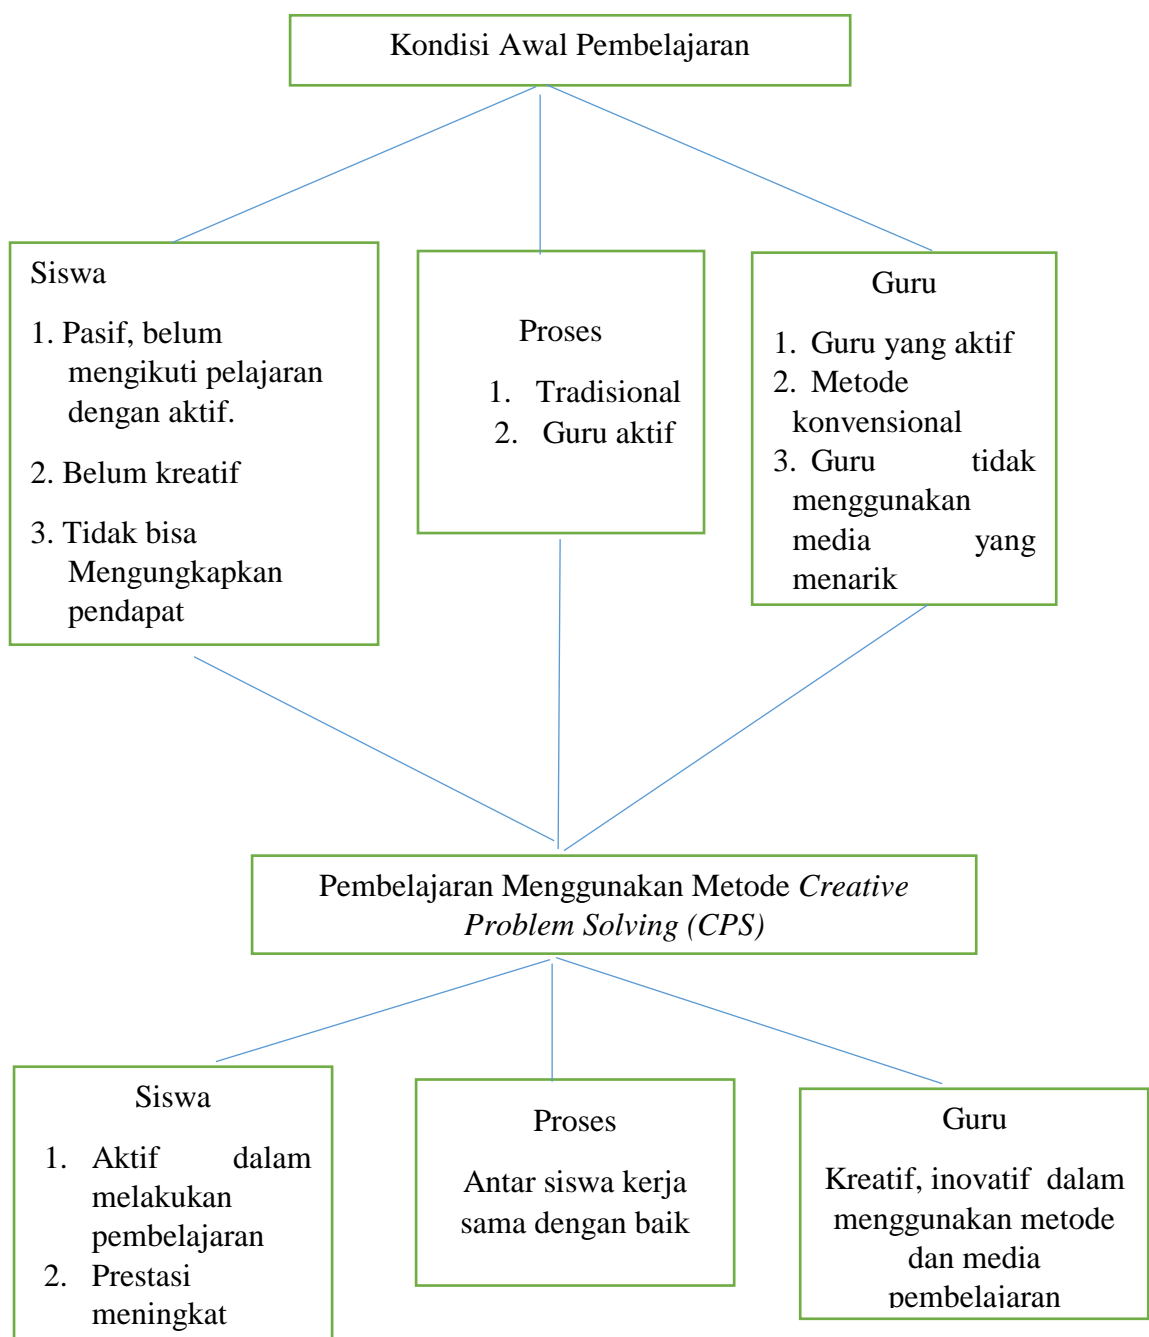 Kondisi Awal Pembelajaran
Siswa
1. Pasif, belum
mengikuti pelajaran
dengan aktif.
2. Belum kreatif
3. Tidak bisa
Mengungkapkan
pendapat
Proses
1. Tradisional
2. Guru aktif
Guru
1. Guru yang aktif
2. Metode
konvensional
3. Guru tidak
menggunakan
media yang
menarik
Pembelajaran Menggunakan Metode Creative
Problem Solving (CPS)
Siswa
1. Aktif dalam
melakukan
pembelajaran
2. Prestasi
meningkat
Proses
Antar siswa kerja
sama dengan baik
Guru
Kreatif, inovatif dalam
menggunakan metode
dan media
pembelajaran